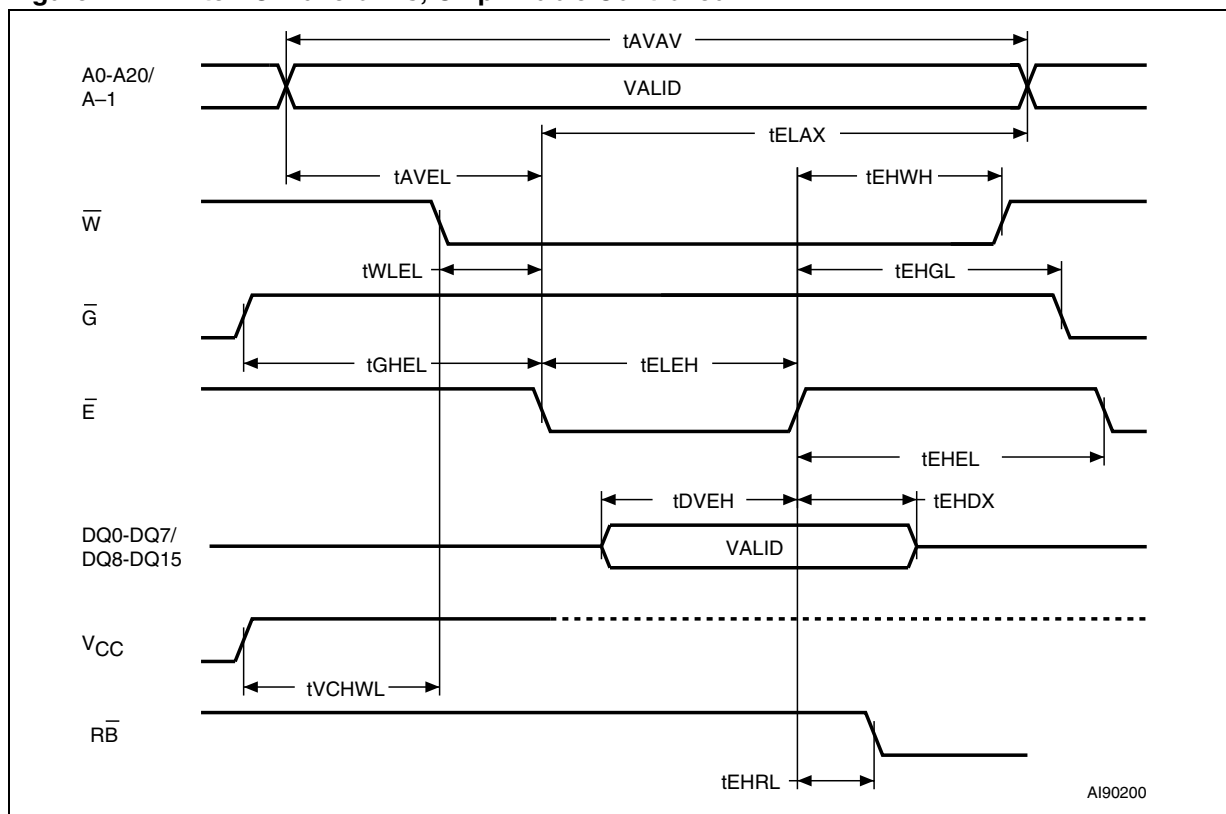 tAVAV
A0-A20/
A–1
VALID
tELAX
tAVEL
tEHWH
W̅
tWLEL
tEHGL
G̅
tGHEL
tELEH
E̅
tEHEL
tDVEH
tEHDX
DQ0-DQ7/
DQ8-DQ15
VALID
VCC
tVCHWL
RB̅
tEHRL
AI90200